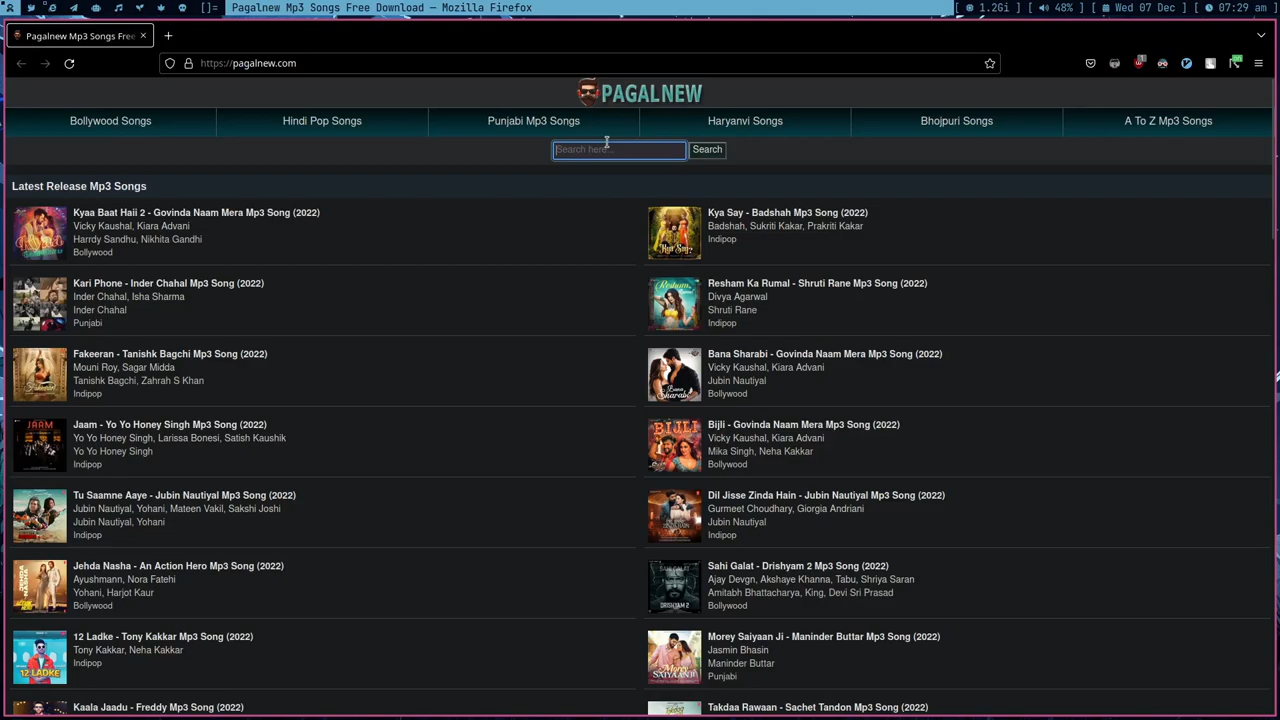 []= Pagalnew Mp3 Songs Free Download — Mozilla Firefox [ 1.2Gi ] [ 48% ] [ Wed 07 Dec ] [ 07:29 am ]
Pagalnew Mp3 Songs Free
https://pagalnew.com
PAGALNEW
Bollywood Songs Hindi Pop Songs Punjabi Mp3 Songs Haryanvi Songs Bhojpuri Songs A To Z Mp3 Songs
Search here... Search
Latest Release Mp3 Songs
Kyaa Baat Haii 2 - Govinda Naam Mera Mp3 Song (2022)
Vicky Kaushal, Kiara Advani
Harrdy Sandhu, Nikhita Gandhi
Bollywood
Kya Say - Badshah Mp3 Song (2022)
Badshah, Sukriti Kakar, Prakriti Kakar
Indipop
Kari Phone - Inder Chahal Mp3 Song (2022)
Inder Chahal, Isha Sharma
Inder Chahal
Punjabi
Resham Ka Rumal - Shruti Rane Mp3 Song (2022)
Divya Agarwal
Shruti Rane
Indipop
Fakeeran - Tanishk Bagchi Mp3 Song (2022)
Mouni Roy, Sagar Midda
Tanishk Bagchi, Zahrah S Khan
Indipop
Bana Sharabi - Govinda Naam Mera Mp3 Song (2022)
Vicky Kaushal, Kiara Advani
Jubin Nautiyal
Bollywood
JAAM
Jaam - Yo Yo Honey Singh Mp3 Song (2022)
Yo Yo Honey Singh, Larissa Bonesi, Satish Kaushik
Yo Yo Honey Singh
Indipop
BIJLI
Bijli - Govinda Naam Mera Mp3 Song (2022)
Vicky Kaushal, Kiara Advani
Mika Singh, Neha Kakkar
Bollywood
Tu Saamne Aaye - Jubin Nautiyal Mp3 Song (2022)
Jubin Nautiyal, Yohani, Mateen Vakil, Sakshi Joshi
Jubin Nautiyal, Yohani
Indipop
Dil Jisse Zinda Hain - Jubin Nautiyal Mp3 Song (2022)
Gurmeet Choudhary, Giorgia Andriani
Jubin Nautiyal
Indipop
Jehda Nasha - An Action Hero Mp3 Song (2022)
Ayushmann, Nora Fatehi
Yohani, Harjot Kaur
Bollywood
SAHI GALAT
DRISHYAM 2
Sahi Galat - Drishyam 2 Mp3 Song (2022)
Ajay Devgn, Akshaye Khanna, Tabu, Shriya Saran
Amitabh Bhattacharya, King, Devi Sri Prasad
Bollywood
12 LADKE
12 Ladke - Tony Kakkar Mp3 Song (2022)
Tony Kakkar, Neha Kakkar
Indipop
Morey Saiyaan Ji - Maninder Buttar Mp3 Song (2022)
Jasmin Bhasin
Maninder Buttar
Punjabi
Kaala Jaadu - Freddy Mp3 Song (2022)
Takdaa Rawaan - Sachet Tandon Mp3 Song (2022)